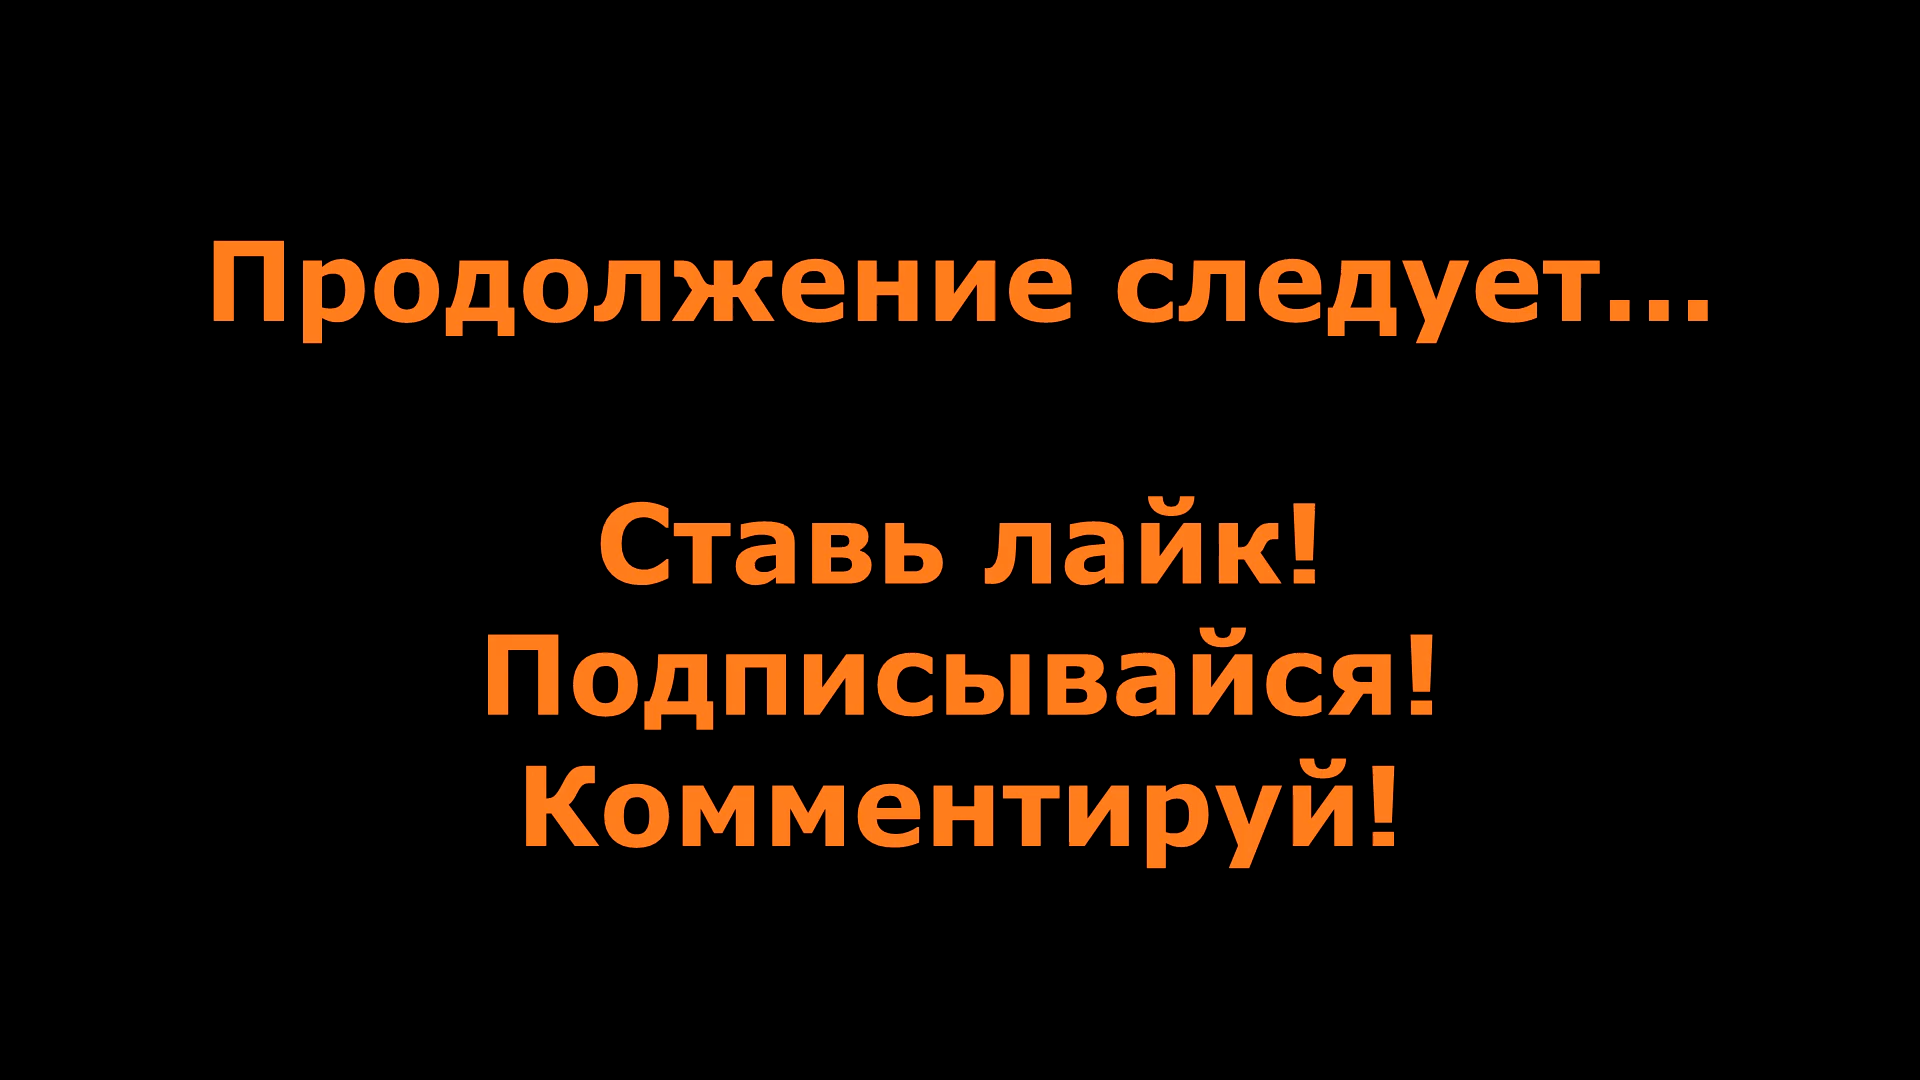 Продолжение следует...
Ставь лайк!
Подписывайся!
Комментируй!